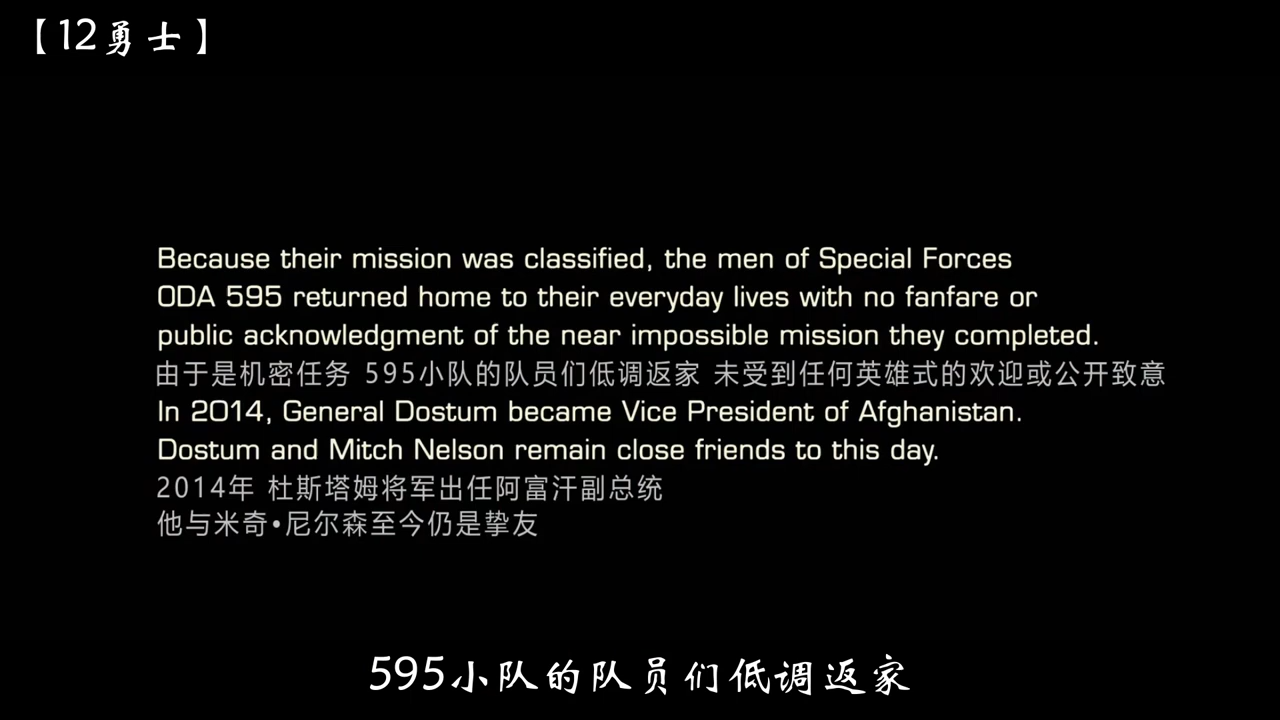 【12勇士】
Because their mission was classified, the men of Special Forces
ODA 595 returned home to their everyday lives with no fanfare or
public acknowledgment of the near impossible mission they completed.
由于是机密任务 595小队的队员们低调返家 未受到任何英雄式的欢迎或公开致意
In 2014, General Dostum became Vice President of Afghanistan.
Dostum and Mitch Nelson remain close friends to this day.
2014年 杜斯塔姆将军出任阿富汗副总统
他与米奇•尼尔森至今仍是挚友
595小队的队员们低调返家